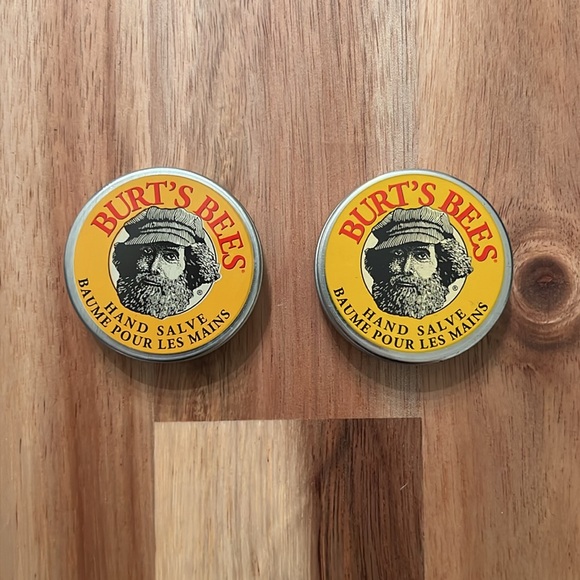 BURT'S BEES®
®
HAND SALVE
BAUME POUR LES MAINS
BURT'S BEES®
®
HAND SALVE
BAUME POUR LES MAINS